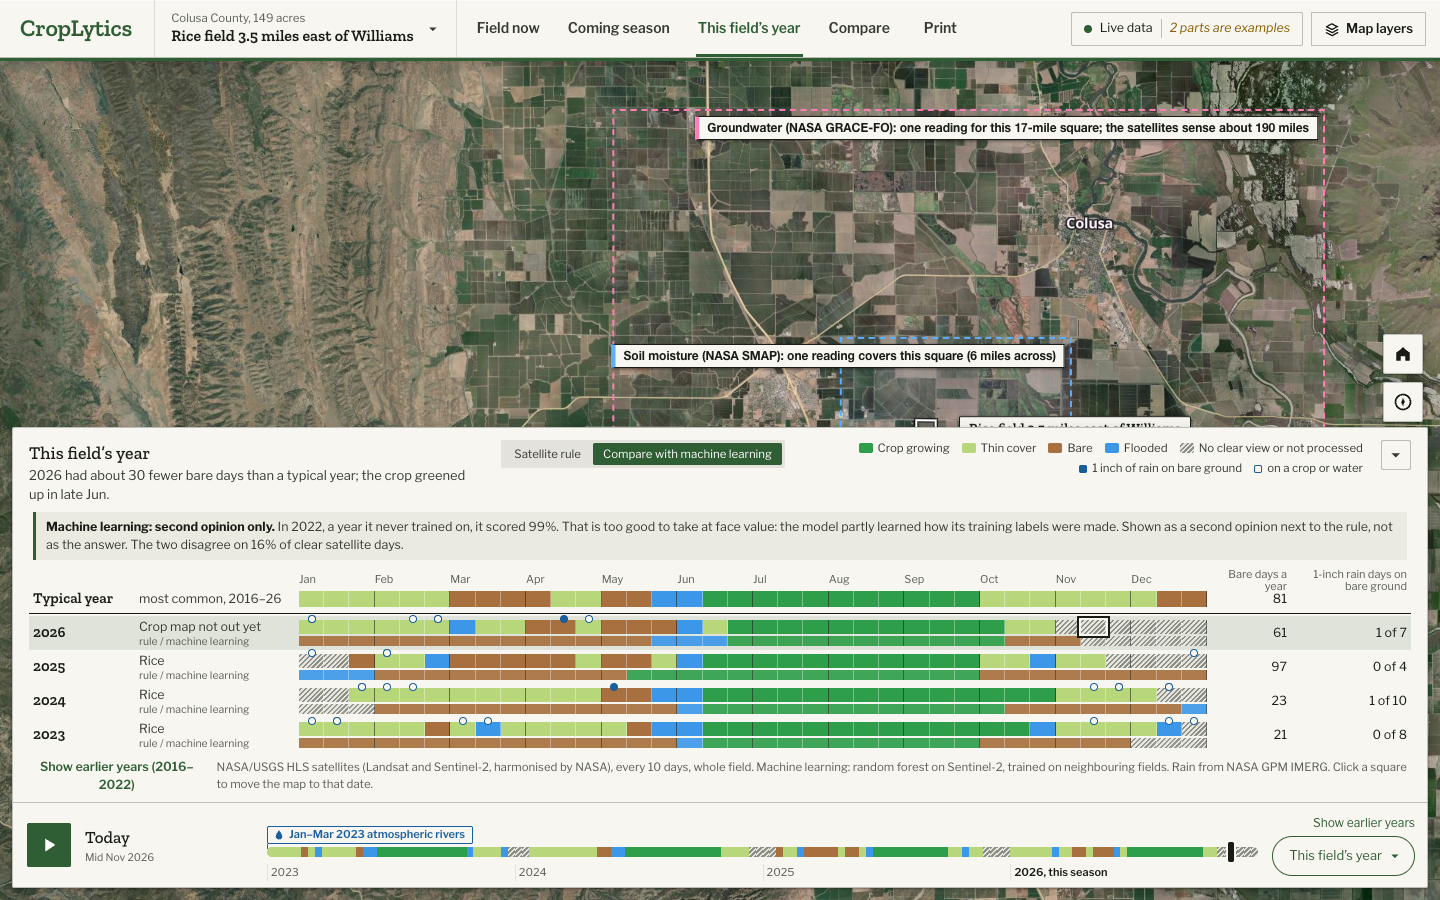 CropLytics
Colusa County, 149 acres
Rice field 3.5 miles east of Williams
Field now
Coming season
This field's year
Compare
Print
Live data
2 parts are examples
Map layers
Groundwater (NASA GRACE-FO): one reading for this 17-mile square; the satellites sense about 190 miles
Colusa
Soil moisture (NASA SMAP): one reading covers this square (6 miles across)
This field's year
2026 had about 30 fewer bare days than a typical year; the crop greened
up in late Jun.
Satellite rule
Compare with machine learning
Crop growing
Thin cover
Bare
Flooded
No clear view or not processed
1 inch of rain on bare ground
on a crop or water
Machine learning: second opinion only. In 2022, a year it never trained on, it scored 99%. That is too good to take at face value: the model partly learned how its training labels were made. Shown as a second opinion next to the rule, not
as the answer. The two disagree on 16% of clear satellite days.
Jan Feb Mar Apr May Jun Jul Aug Sep Oct Nov Dec
Bare days a
year
1-inch rain days on
bare ground
Typical year most common, 2016–26 81
2026 Crop map not out yet
rule / machine learning
61 1 of 7
2025 Rice
rule / machine learning
97 0 of 4
2024 Rice
rule / machine learning
23 1 of 10
2023 Rice
rule / machine learning
21 0 of 8
Show earlier years (2016–
2022)
NASA/USGS HLS satellites (Landsat and Sentinel-2, harmonised by NASA), every 10 days, whole field. Machine learning: random forest on Sentinel-2, trained on neighbouring fields. Rain from NASA GPM IMERG. Click a square
to move the map to that date.
Today
Mid Nov 2026
Jan–Mar 2023 atmospheric rivers
2023
2024
2025
2026, this season
Show earlier years
This field's year